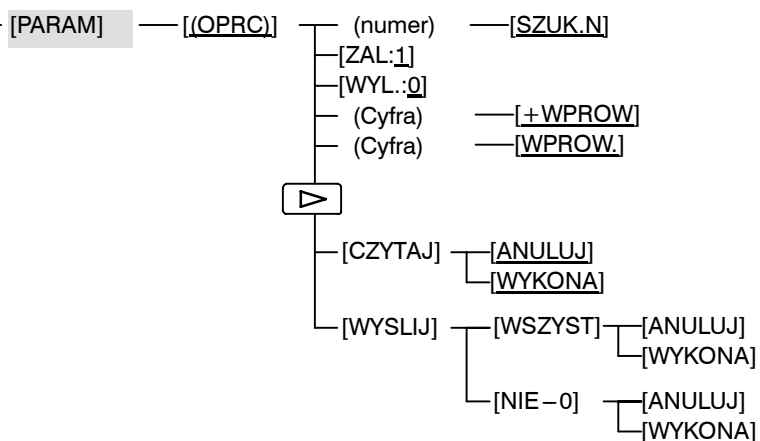 [PARAM] [(OPRC)] (numer) [SZUK.N]
[ZAL:1]
[WYL.:0]
(Cyfra) [+WPROW]
(Cyfra) [WPROW.]
[CZYTAJ] [ANULUJ]
[WYKONA]
[WYSLIJ] [WSZYST] [ANULUJ]
[WYKONA]
[NIE−0] [ANULUJ]
[WYKONA]